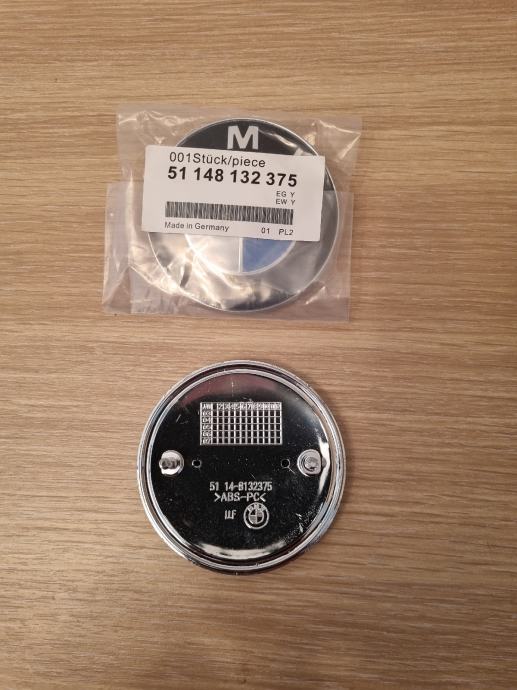 M
001Stück/piece
51 148 132 375
EG Y
EW Y
Made in Germany 01 PL2
51 14-8132375
>ABS-PC<